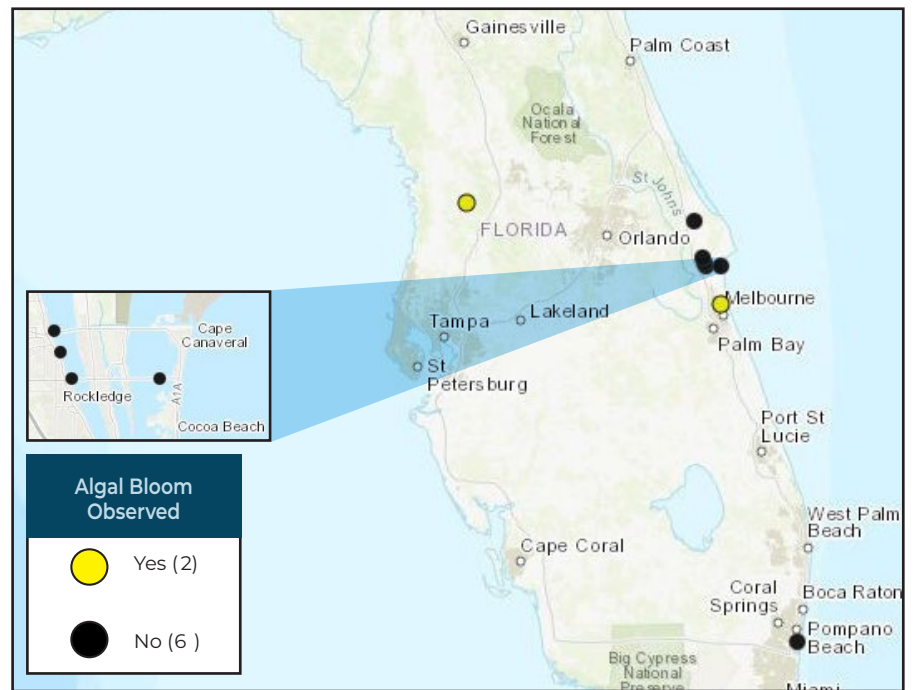 Gainesville
Palm Coast
Ocala
National
Forest
St Johns
FLORIDA
Orlando
Melbourne
Palm Bay
Tampa
Lakeland
St
Petersburg
Cape
Canaveral
Rockledge
A1A
Cocoa Beach
Port St
Lucie
West Palm
Beach
Cape Coral
Coral
Springs
Boca Raton
Pompano
Beach
Big Cypress
National
Preserve
Miami
Algal Bloom
Observed
Yes (2)
No (6 )